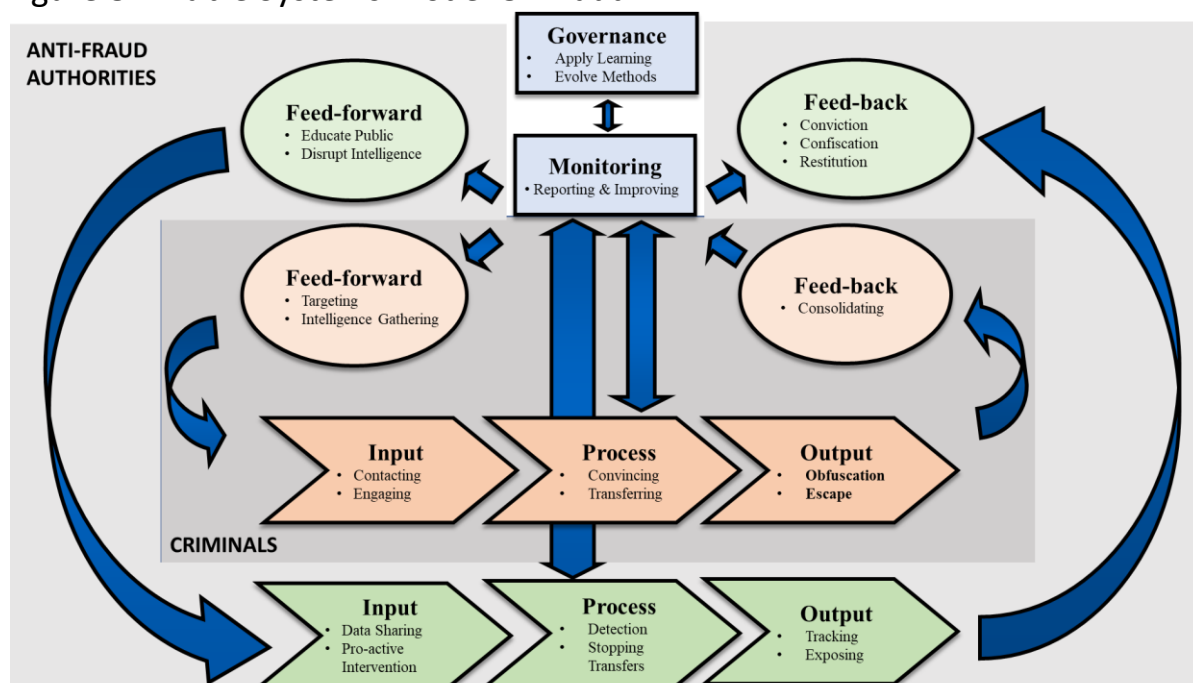 Governance
• Apply Learning
• Evolve Methods
ANTI-FRAUD
AUTHORITIES
Feed-forward
• Educate Public
• Disrupt Intelligence
Monitoring
• Reporting & Improving
Feed-back
• Conviction
• Confiscation
• Restitution
Feed-forward
• Targeting
• Intelligence Gathering
Feed-back
• Consolidating
Input
• Contacting
• Engaging
Process
• Convincing
• Transferring
Output
• Obfuscation
• Escape
CRIMINALS
Input
• Data Sharing
• Pro-active
Intervention
Process
• Detection
• Stopping
Transfers
Output
• Tracking
• Exposing